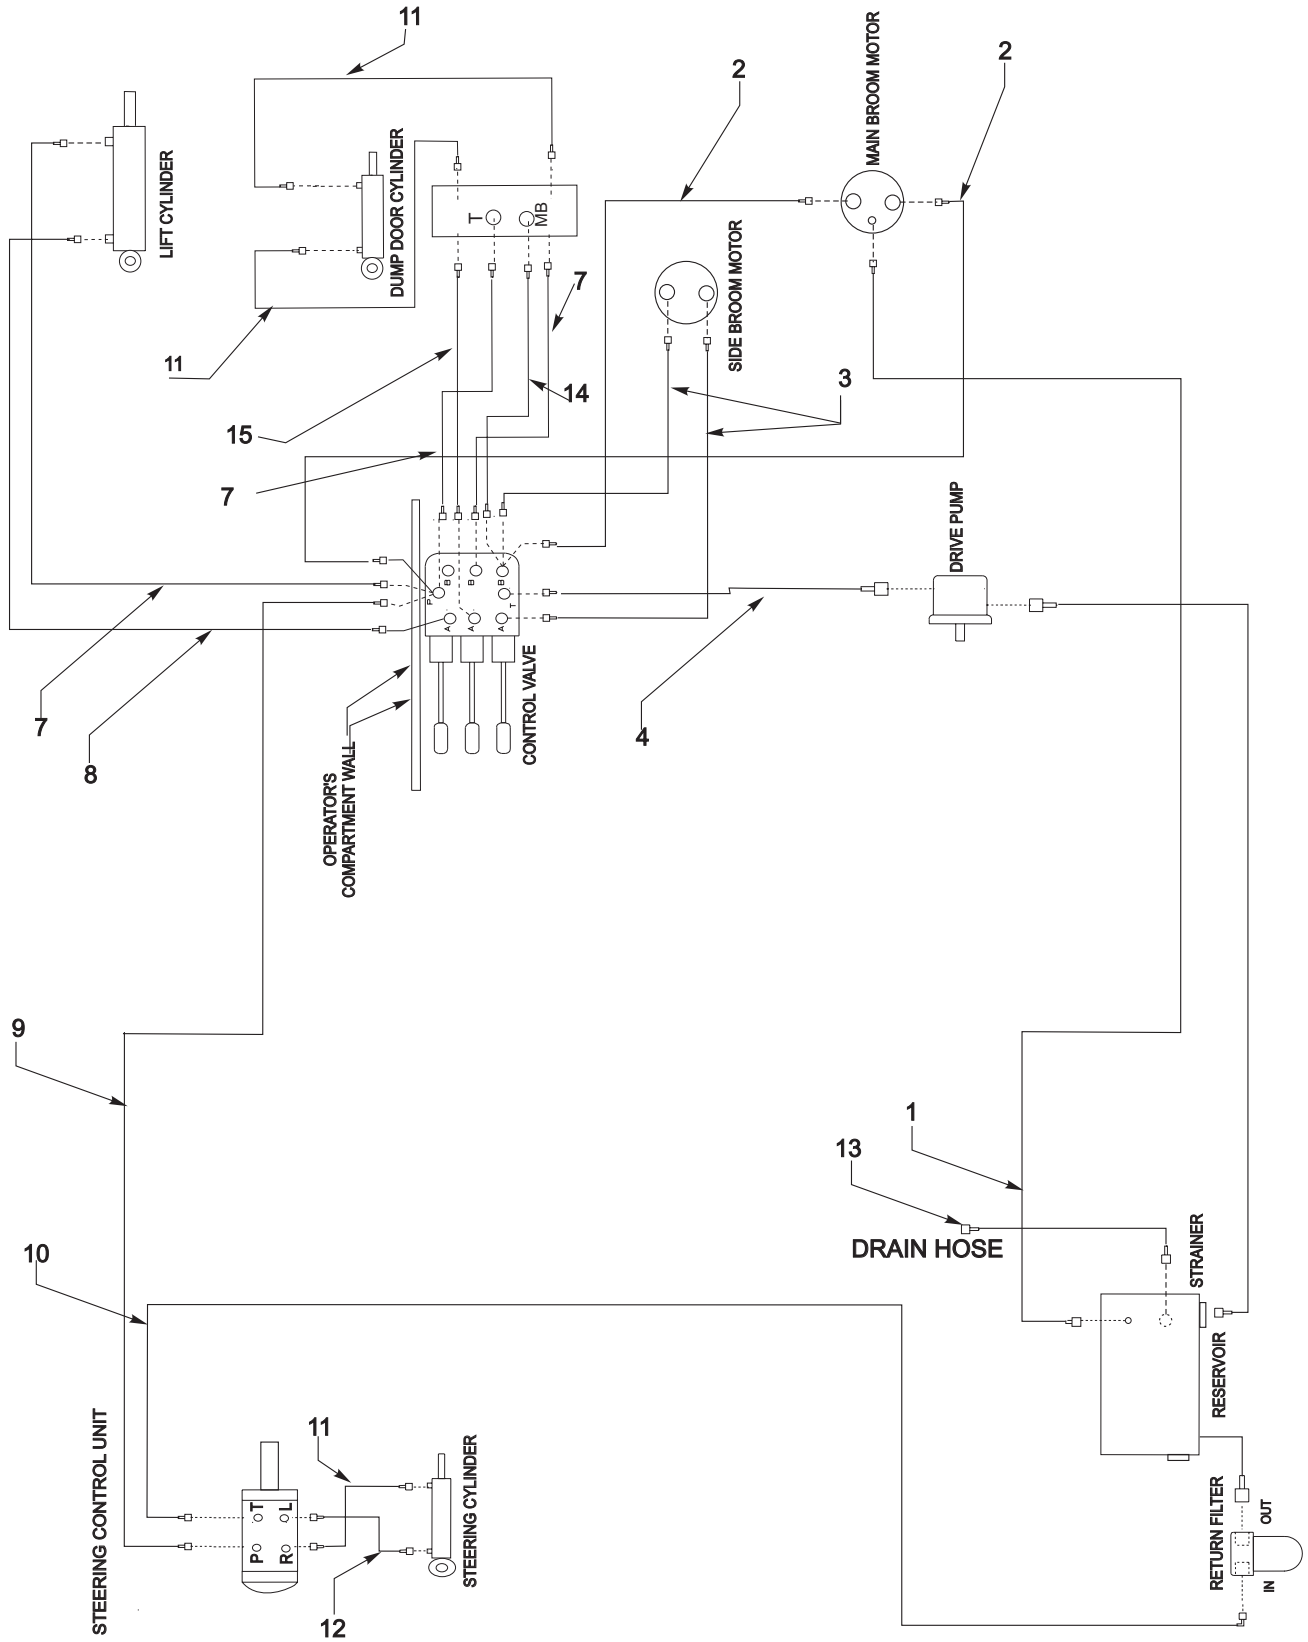 11
2
MAIN BROOM MOTOR
2
LIFT CYLINDER
DUMP DOOR CYLINDER
T
MB
7
SIDE BROOM MOTOR
11
3
14
15
7
DRIVE PUMP
B
B
B
P
T
A
A
A
CONTROL VALVE
7
8
4
OPERATOR'S
COMPARTMENT WALL
9
1
13
DRAIN HOSE
STRAINER
10
RESERVOIR
STEERING CONTROL UNIT
11
T
L
P
R
STEERING CYLINDER
RETURN FILTER
OUT
IN
12